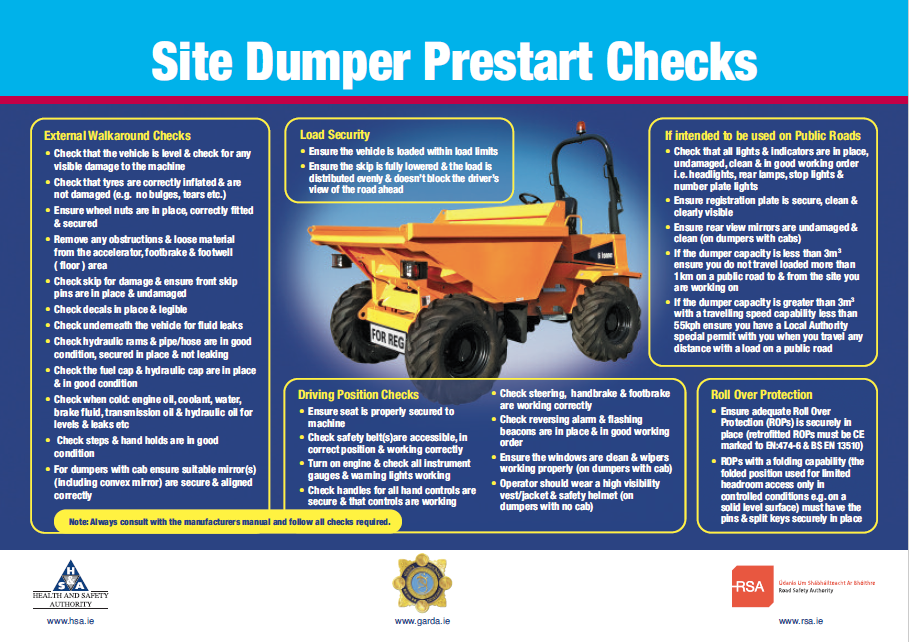 Site Dumper Prestart Checks
External Walkaround Checks
• Check that the vehicle is level & check for any
visible damage to the machine
• Check that tyres are correctly inflated & are
not damaged (e.g. no bulges, tears etc.)
• Ensure wheel nuts are in place, correctly fitted
& secured
• Remove any obstructions & loose material
from the accelerator, footbrake & footwell
( floor ) area
• Check skip for damage & ensure front skip
pins are in place & undamaged
• Check decals in place & legible
• Check underneath the vehicle for fluid leaks
• Check hydraulic rams & pipe/hose are in good
condition, secured in place & not leaking
• Check the fuel cap & hydraulic cap are in place
& in good condition
• Check when cold: engine oil, coolant, water,
brake fluid, transmission oil & hydraulic oil for
levels & leaks etc
• Check steps & hand holds are in good
condition
• For dumpers with cab ensure suitable mirror(s)
(including convex mirror) are secure & aligned
correctly
Load Security
• Ensure the vehicle is loaded within load limits
• Ensure the skip is fully lowered & the load is
distributed evenly & doesn't block the driver's
view of the road ahead
FOR REG
If intended to be used on Public Roads
• Check that all lights & indicators are in place,
undamaged, clean & in good working order
i.e. headlights, rear lamps, stop lights &
number plate lights
• Ensure registration plate is secure, clean &
clearly visible
• Ensure rear view mirrors are undamaged &
clean (on dumpers with cabs)
• If the dumper capacity is less than 3m³
ensure you do not travel loaded more than
1km on a public road to & from the site you
are working on
• If the dumper capacity is greater than 3m³
with a travelling speed capability less than
55kph ensure you have a Local Authority
special permit with you when you travel any
distance with a load on a public road
Driving Position Checks
• Ensure seat is properly secured to
machine
• Check safety belt(s)are accessible, in
correct position & working correctly
• Turn on engine & check all instrument
gauges & warning lights working
• Check handles for all hand controls are
secure & that controls are working
• Check steering, handbrake & footbrake
are working correctly
• Check reversing alarm & flashing
beacons are in place & in good working
order
• Ensure the windows are clean & wipers
working properly (on dumpers with cab)
• Operator should wear a high visibility
vest/jacket & safety helmet (on
dumpers with no cab)
Roll Over Protection
• Ensure adequate Roll Over
Protection (ROPs) is securely in
place (retrofitted ROPs must be CE
marked to EN:474-6 & BS EN 13510)
• ROPs with a folding capability (the
folded position used for limited
headroom access only in
controlled conditions e.g. on a
solid level surface) must have the
pins & split keys securely in place
Note: Always consult with the manufacturers manual and follow all checks required.
HSA
HEALTH AND SAFETY
AUTHORITY
www.hsa.ie
www.garda.ie
RSA
Údarás Um Shábháilteacht Ar Bhóithre
Road Safety Authority
www.rsa.ie